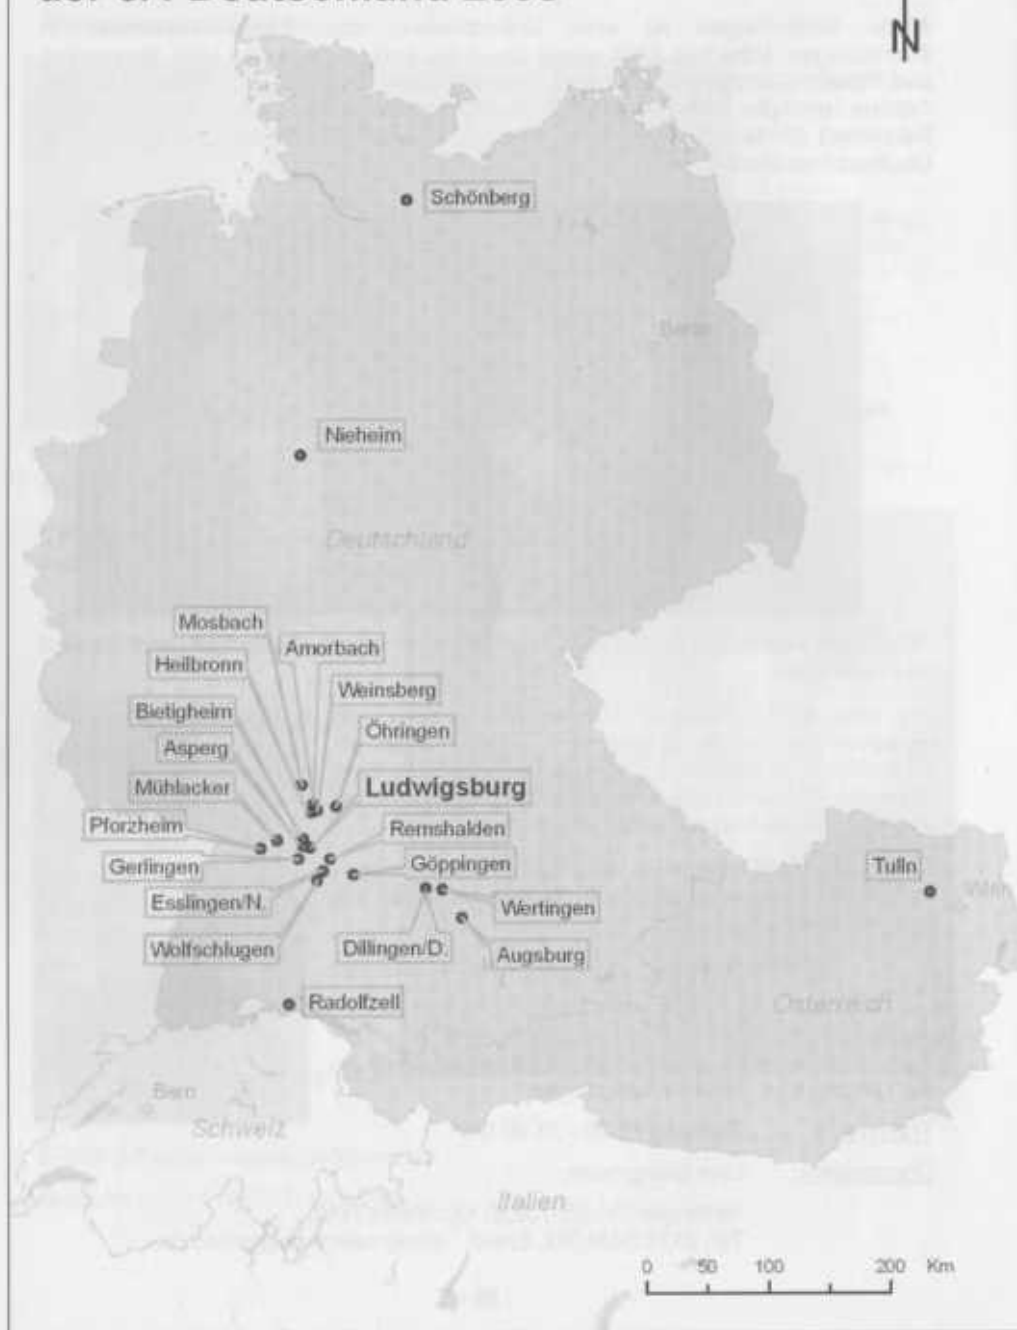 N
Schönberg
Nieheim
Deutschland
Mosbach
Amorbach
Heilbronn
Weinsberg
Bietigheim
Öhringen
Asperg
Mühlacker
Ludwigsburg
Pforzheim
Remshalden
Gerlingen
Göppingen
Tulln
Wien
Esslingen/N.
Wertingen
Wolfschlugen
Dillingen/D.
Augsburg
Radolfzell
Österreich
Bern
Schweiz
Italien
0 50 100 200 Km